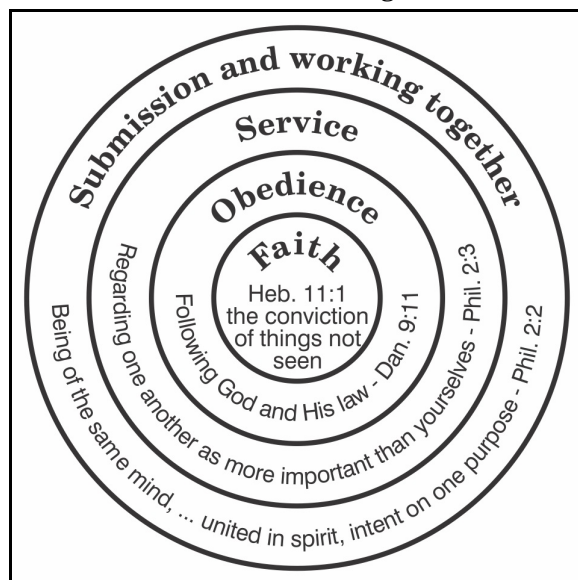 Submission and working together
Service
Obedience
Faith
Heb. 11:1
the conviction
of things not
seen
Following God and His law - Dan. 9:11
Regarding one another as more important than yourselves - Phil. 2:3
Being of the same mind, ... united in spirit, intent on one purpose - Phil. 2:2